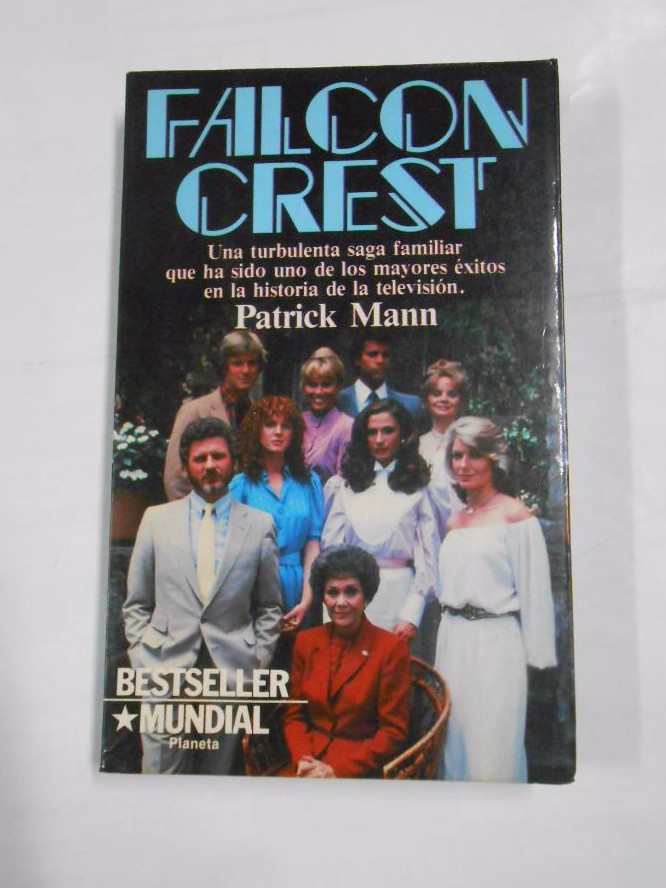 FALCON
CREST
Una turbulenta saga familiar
que ha sido uno de los mayores éxitos
en la historia de la televisión.
Patrick Mann
BESTSELLER
★MUNDIAL
Planeta